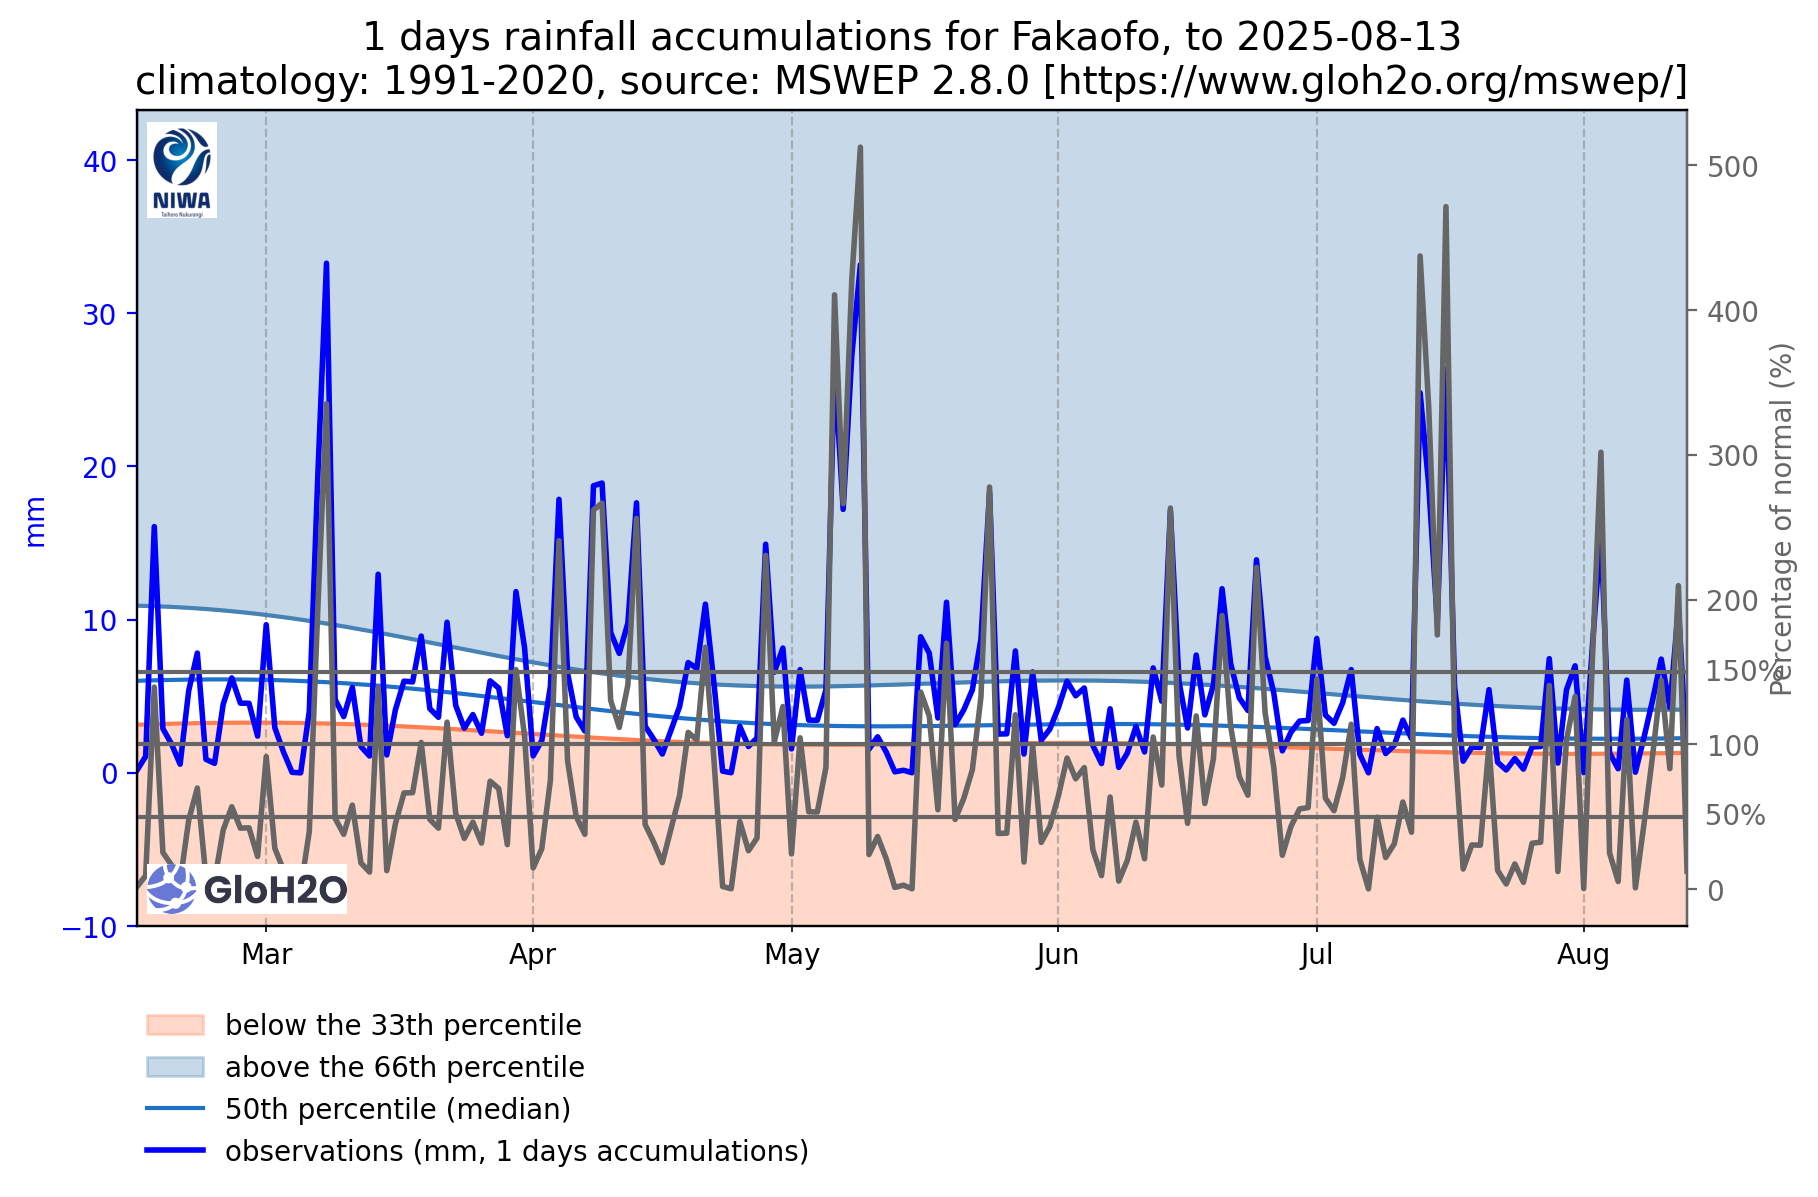 1 days rainfall accumulations for Fakaofo, to 2025-08-13
climatology: 1991-2020, source: MSWEP 2.8.0 [https://www.gloh2o.org/mswep/]
NIWA
Taihoro Nukurangi
40
30
20
10
0
−10
mm
500
400
300
200
150%
100
50%
0
Percentage of normal (%)
GloH2O
Mar
Apr
May
Jun
Jul
Aug
below the 33th percentile
above the 66th percentile
50th percentile (median)
observations (mm, 1 days accumulations)